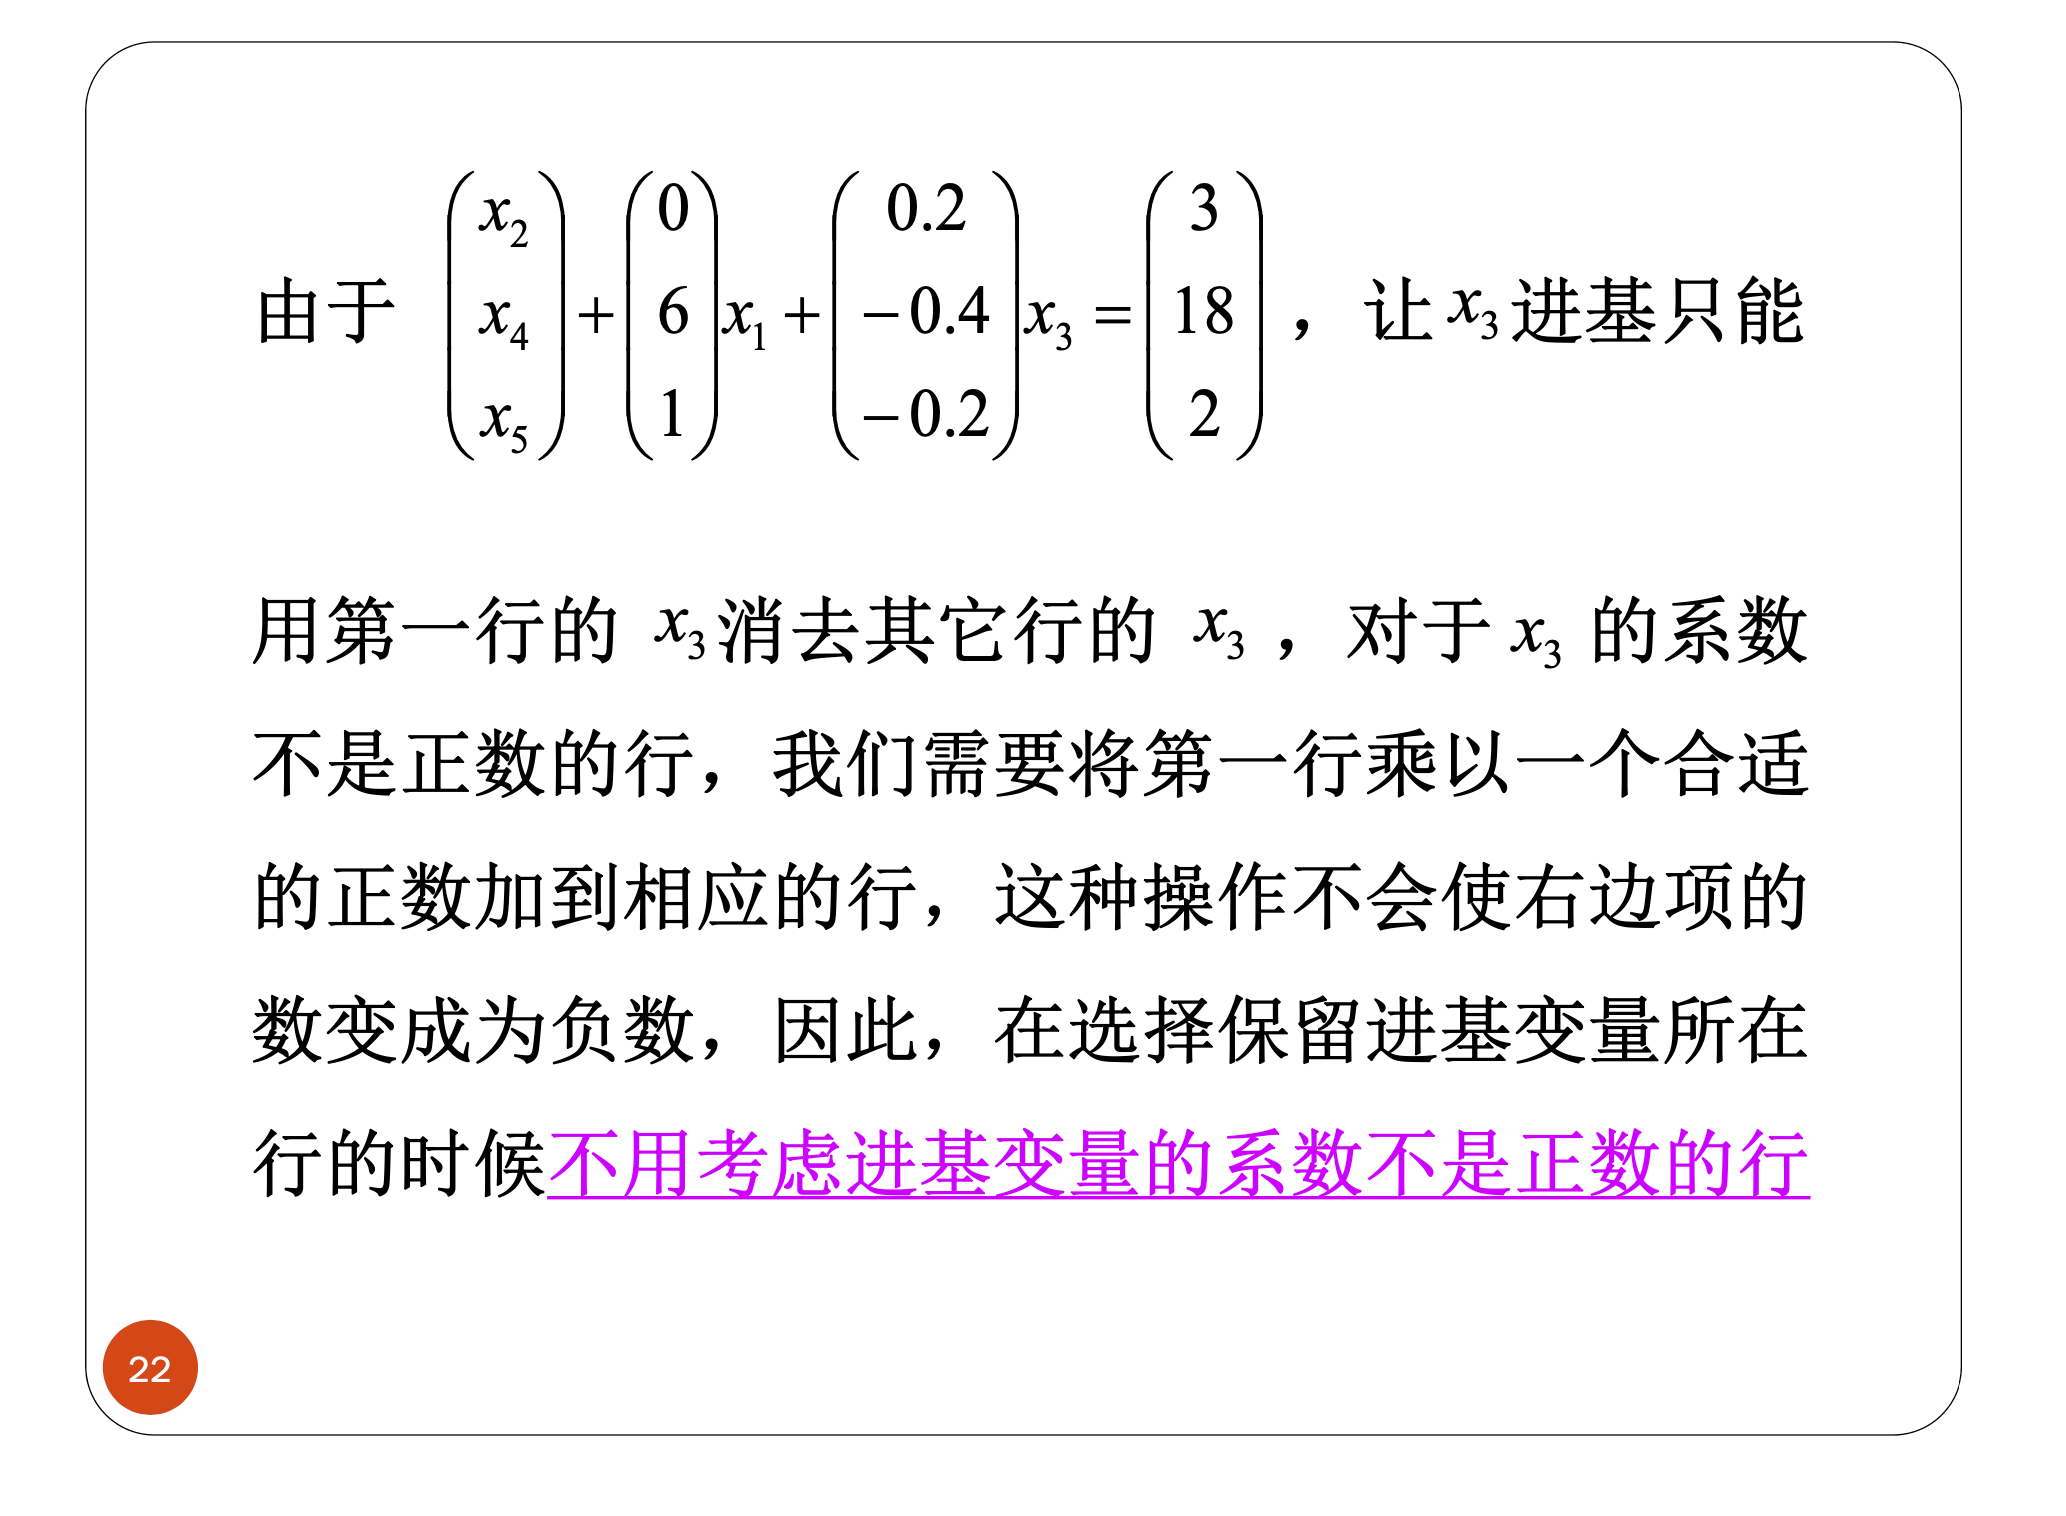 由于 $\begin{pmatrix} x_2 \\ x_4 \\ x_5 \end{pmatrix} + \begin{pmatrix} 0 \\ 6 \\ 1 \end{pmatrix} x_1 + \begin{pmatrix} 0.2 \\ -0.4 \\ -0.2 \end{pmatrix} x_3 = \begin{pmatrix} 3 \\ 18 \\ 2 \end{pmatrix}$ ，让 $x_3$ 进基只能
用第一行的 $x_3$ 消去其它行的 $x_3$ ，对于 $x_3$ 的系数
不是正数的行，我们需要将第一行乘以一个合适
的正数加到相应的行，这种操作不会使右边项的
数变成为负数，因此，在选择保留进基变量所在
行的时候不用考虑进基变量的系数不是正数的行
22